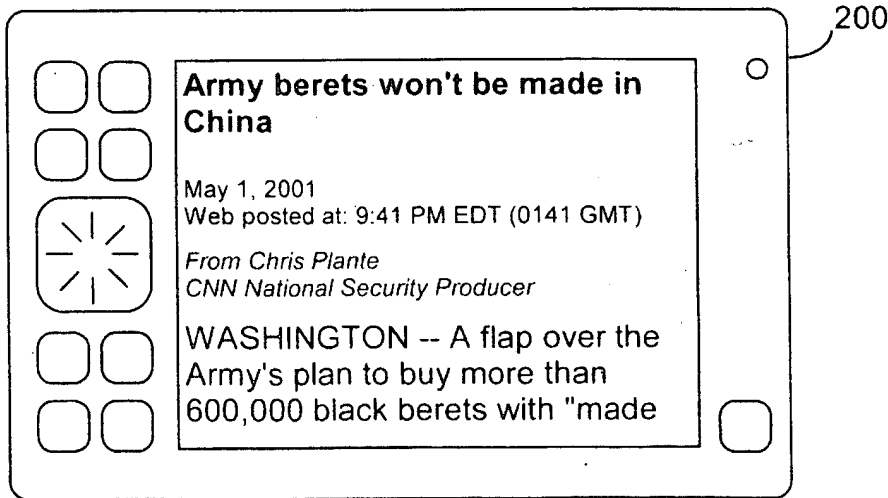 200
Army berets won't be made in
China
May 1, 2001
Web posted at: 9:41 PM EDT (0141 GMT)
From Chris Plante
CNN National Security Producer
WASHINGTON -- A flap over the
Army's plan to buy more than
600,000 black berets with "made